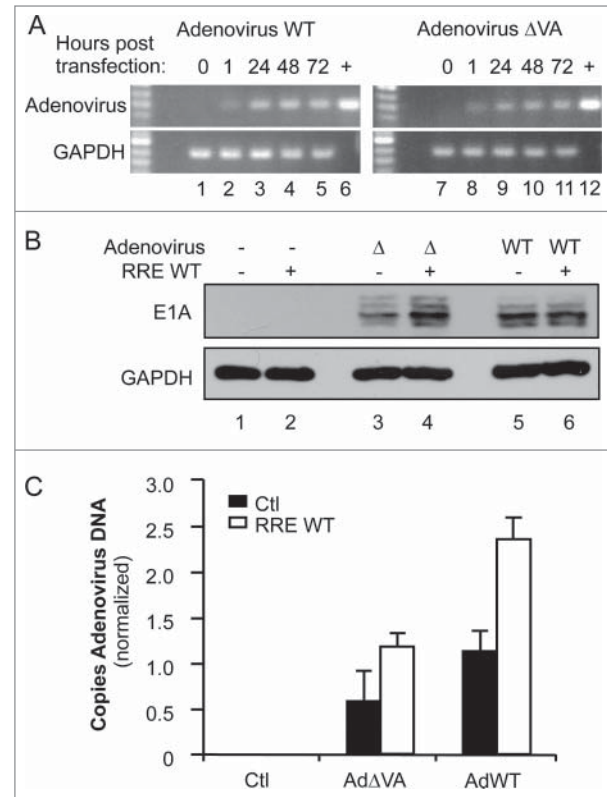 A
Adenovirus WT
Adenovirus ΔVA
Hours post
transfection:
0 1 24 48 72 +
0 1 24 48 72 +
Adenovirus
GAPDH
1 2 3 4 5 6
7 8 9 10 11 12
B
Adenovirus - - Δ Δ WT WT
RRE WT - + - + - +
E1A
GAPDH
1 2 3 4 5 6
C
Copies Adenovirus DNA
(normalized)
3.0
2.5
2.0
1.5
1.0
0.5
0
Ctl
RRE WT
Ctl AdΔVA AdWT